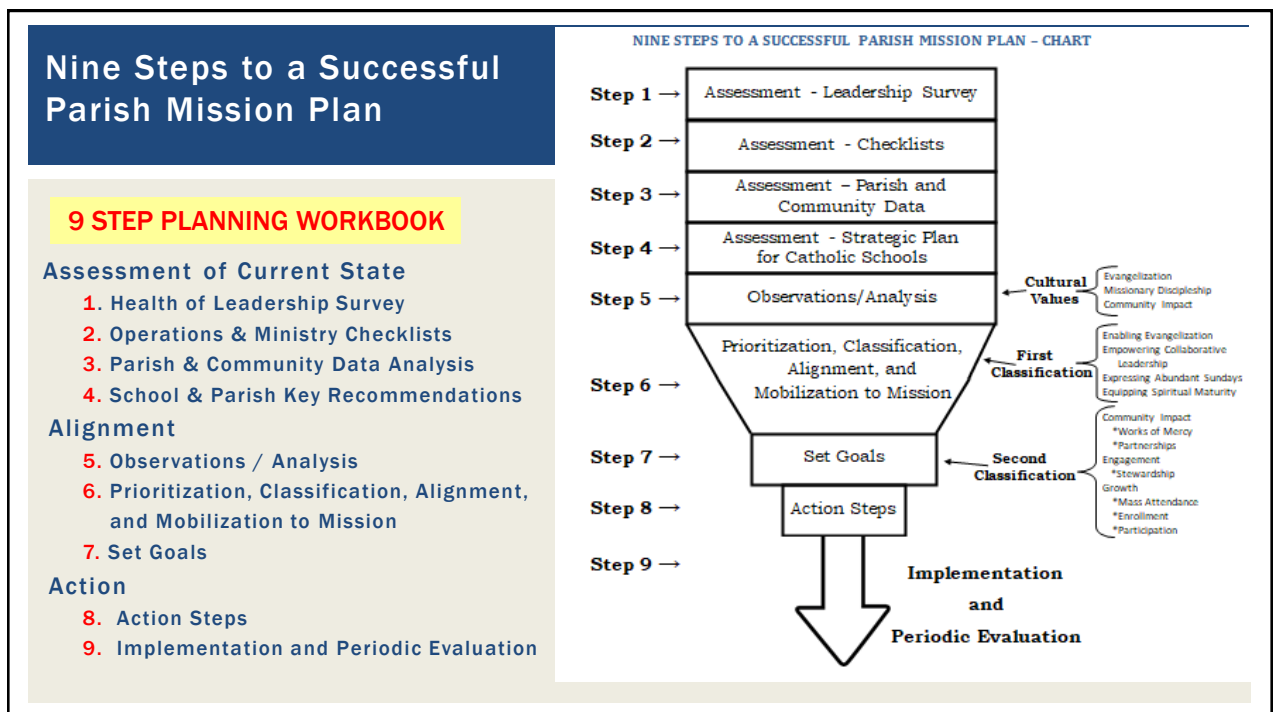 Nine Steps to a Successful
Parish Mission Plan
9 STEP PLANNING WORKBOOK
Assessment of Current State
1. Health of Leadership Survey
2. Operations & Ministry Checklists
3. Parish & Community Data Analysis
4. School & Parish Key Recommendations
Alignment
5. Observations / Analysis
6. Prioritization, Classification, Alignment,
and Mobilization to Mission
7. Set Goals
Action
8. Action Steps
9. Implementation and Periodic Evaluation
NINE STEPS TO A SUCCESSFUL PARISH MISSION PLAN – CHART
Step 1 →
Assessment - Leadership Survey
Step 2 →
Assessment - Checklists
Step 3 →
Assessment – Parish and
Community Data
Step 4 →
Assessment - Strategic Plan
for Catholic Schools
Step 5 →
Observations/Analysis
Cultural
Values
Evangelization
Missionary Discipleship
Community Impact
Step 6 →
Prioritization, Classification,
Alignment, and
Mobilization to Mission
First
Classification
Enabling Evangelization
Empowering Collaborative
Leadership
Expressing Abundant Sundays
Equipping Spiritual Maturity
Step 7 →
Set Goals
Second
Classification
Community Impact
*Works of Mercy
*Partnerships
Engagement
*Stewardship
Growth
*Mass Attendance
*Enrollment
*Participation
Step 8 →
Action Steps
Step 9 →
Implementation
and
Periodic Evaluation